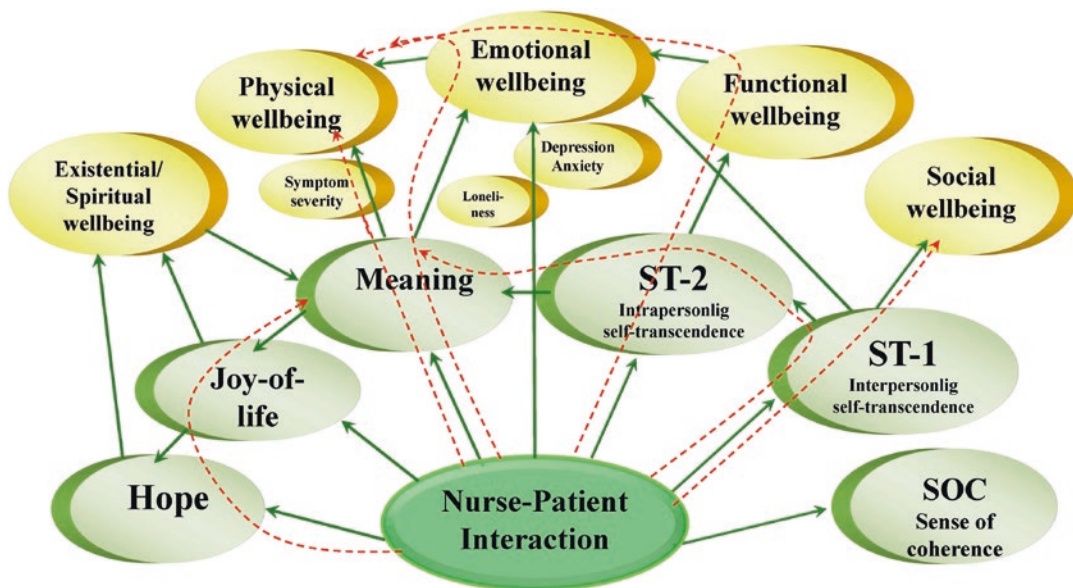 Emotional
wellbeing
Physical
wellbeing
Functional
wellbeing
Depression
Anxiety
Existential/
Spiritual
wellbeing
Symptom
severity
Loneli-
ness
Social
wellbeing
Meaning
ST-2
Intrapersonlig
self-transcendence
ST-1
Interpersonlig
self-transcendence
Joy-of-
life
Hope
Nurse-Patient
Interaction
SOC
Sense of
coherence